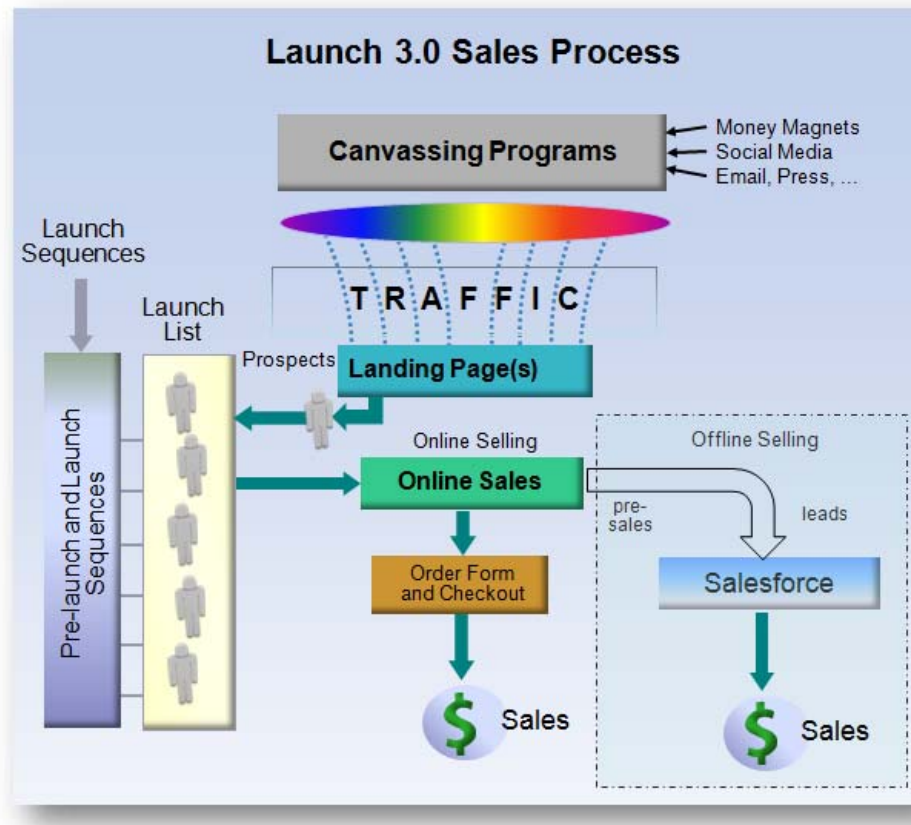 Launch 3.0 Sales Process
Canvassing Programs
Money Magnets
Social Media
Email, Press, ...
Launch
Sequences
T R A F F I C
Launch
List
Prospects
Landing Page(s)
Pre-launch and Launch
Sequences
Online Selling
Online Sales
Offline Selling
pre-
sales
leads
Order Form
and Checkout
Salesforce
$
Sales
$
Sales